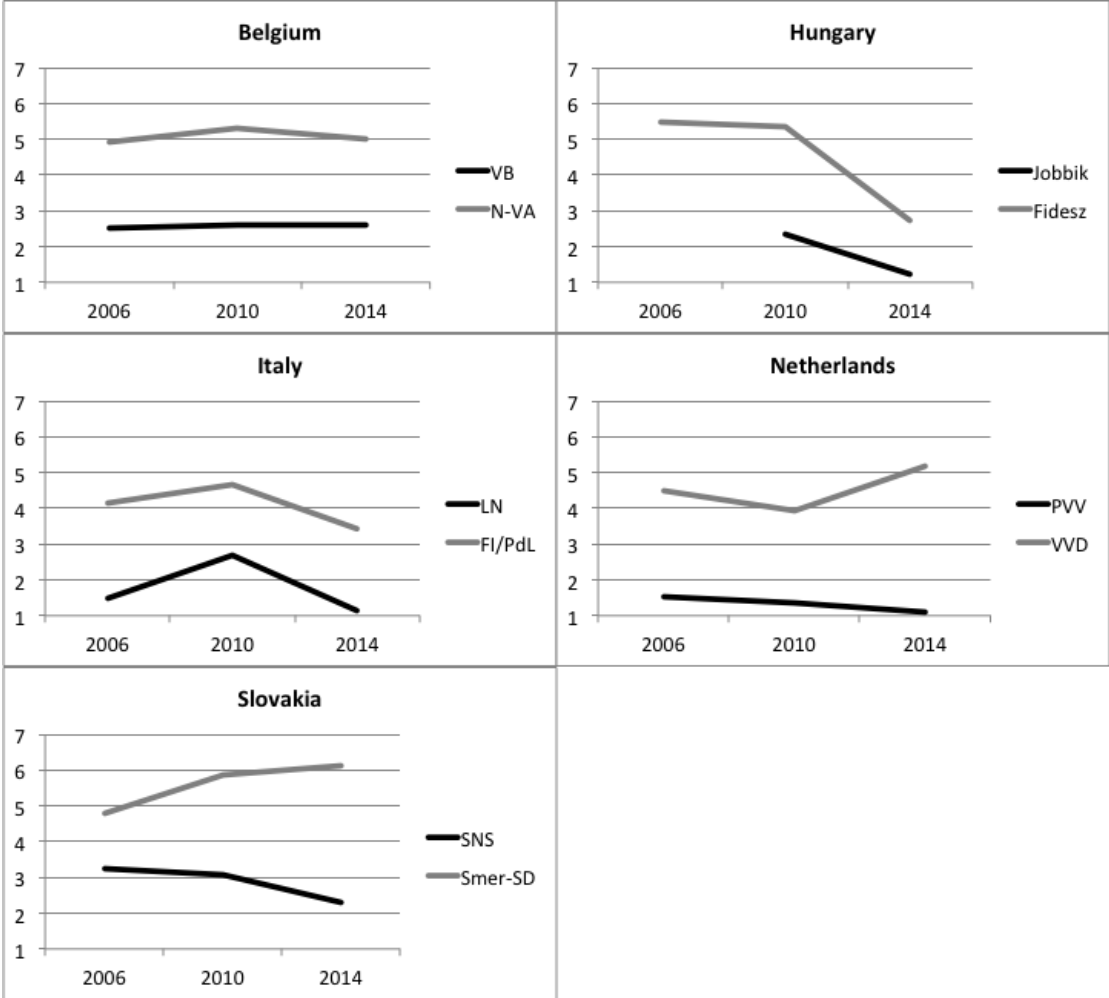 Belgium
7
6
5
4
3
2
1
2006 2010 2014
VB
N-VA
Hungary
7
6
5
4
3
2
1
2006 2010 2014
Jobbik
Fidesz
Italy
7
6
5
4
3
2
1
2006 2010 2014
LN
FI/PdL
Netherlands
7
6
5
4
3
2
1
2006 2010 2014
PVV
VVD
Slovakia
7
6
5
4
3
2
1
2006 2010 2014
SNS
Smer-SD